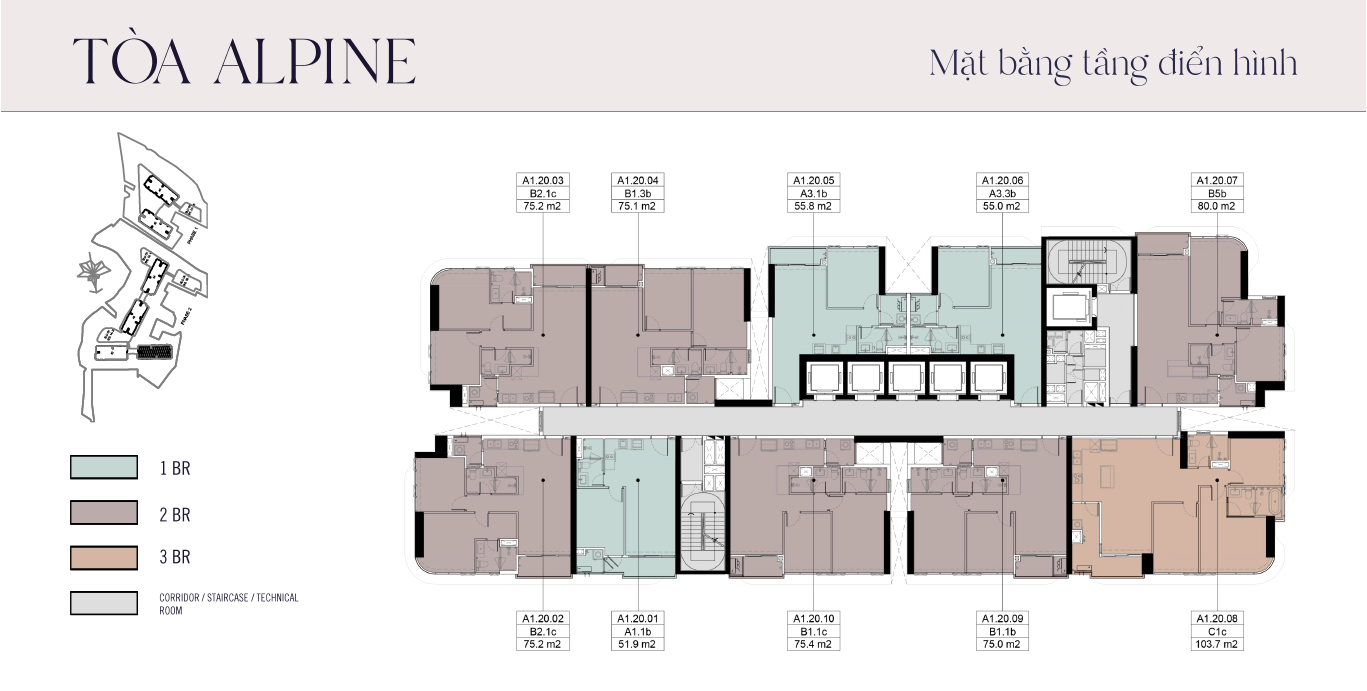 TÒA ALPINE
Mặt bằng tầng điển hình
PHASE 1
PHASE 2
A1.20.03
B2.1c
75.2 m2
A1.20.04
B1.3b
75.1 m2
A1.20.05
A3.1b
55.8 m2
A1.20.06
A3.3b
55.0 m2
A1.20.07
B5b
80.0 m2
1 BR
2 BR
3 BR
CORRIDOR / STAIRCASE / TECHNICAL
ROOM
A1.20.02
B2.1c
75.2 m2
A1.20.01
A1.1b
51.9 m2
A1.20.10
B1.1c
75.4 m2
A1.20.09
B1.1b
75.0 m2
A1.20.08
C1c
103.7 m2